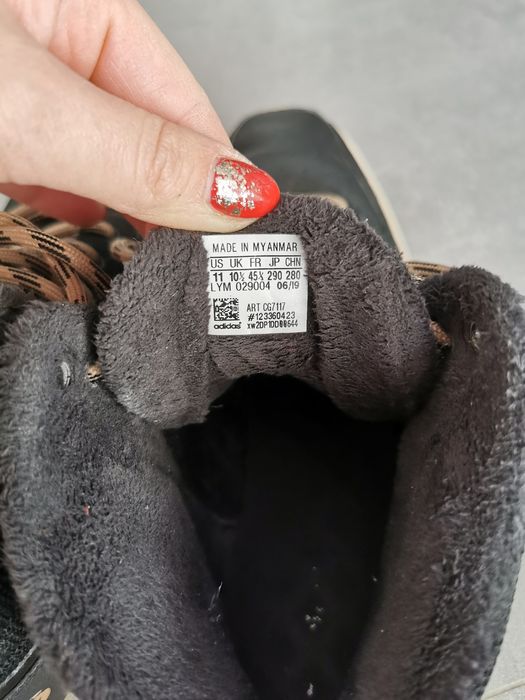 MADE IN MYANMAR
US UK FR JP CHN
11 10½ 45⅓ 290 280
LYM 029004 06/19
ART CG7117
#123360423
adidas xw2DP1DD08644